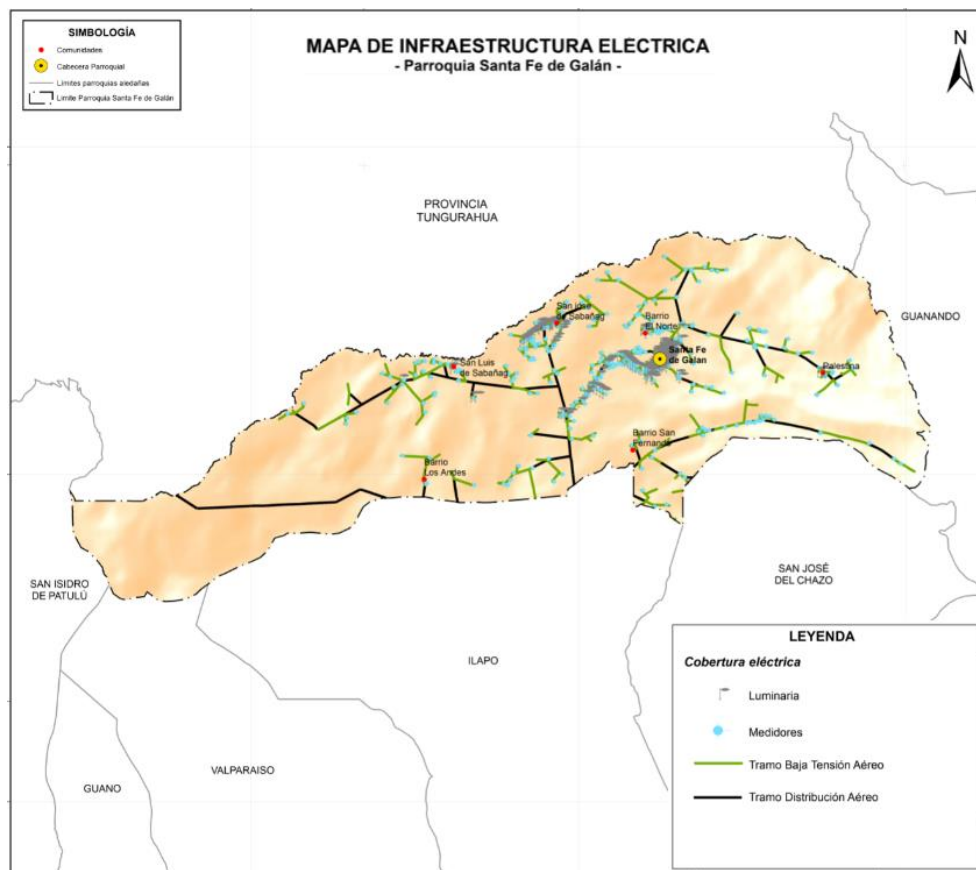 SIMBOLOGÍA
Comunidades
Cabecera Parroquial
Límites parroquias aledañas
Límite Parroquia Santa Fe de Galán
MAPA DE INFRAESTRUCTURA ELÉCTRICA
- Parroquia Santa Fe de Galán -
N
PROVINCIA
TUNGURAHUA
GUANANDO
San José
de Sabañag
Barrio
El Norte
Santa Fe
de Galán
San Luis
de Sabañag
Palestina
Barrio San
Fernando
Barrio
Los Andes
SAN ISIDRO
DE PATULÚ
SAN JOSÉ
DEL CHAZO
ILAPO
VALPARAISO
GUANO
LEYENDA
Cobertura eléctrica
Luminaria
Medidores
Tramo Baja Tensión Aéreo
Tramo Distribución Aéreo